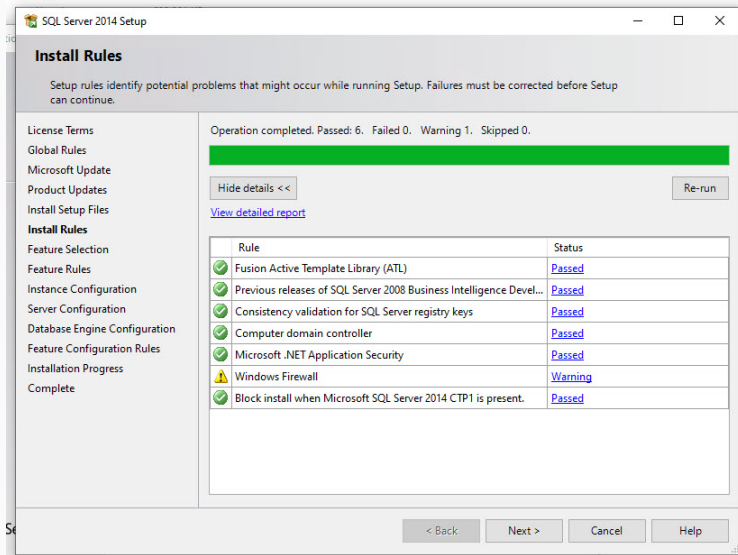 SQL Server 2014 Setup
Install Rules
Setup rules identify potential problems that might occur while running Setup. Failures must be corrected before Setup
can continue.
License Terms
Global Rules
Microsoft Update
Product Updates
Install Setup Files
Install Rules
Feature Selection
Feature Rules
Instance Configuration
Server Configuration
Database Engine Configuration
Feature Configuration Rules
Installation Progress
Complete
Operation completed. Passed: 6.   Failed 0.   Warning 1.   Skipped 0.
Hide details <<
Re-run
View detailed report
Rule Status
Fusion Active Template Library (ATL) Passed
Previous releases of SQL Server 2008 Business Intelligence Devel... Passed
Consistency validation for SQL Server registry keys Passed
Computer domain controller Passed
Microsoft .NET Application Security Passed
Windows Firewall Warning
Block install when Microsoft SQL Server 2014 CTP1 is present. Passed
Se
< Back Next > Cancel Help